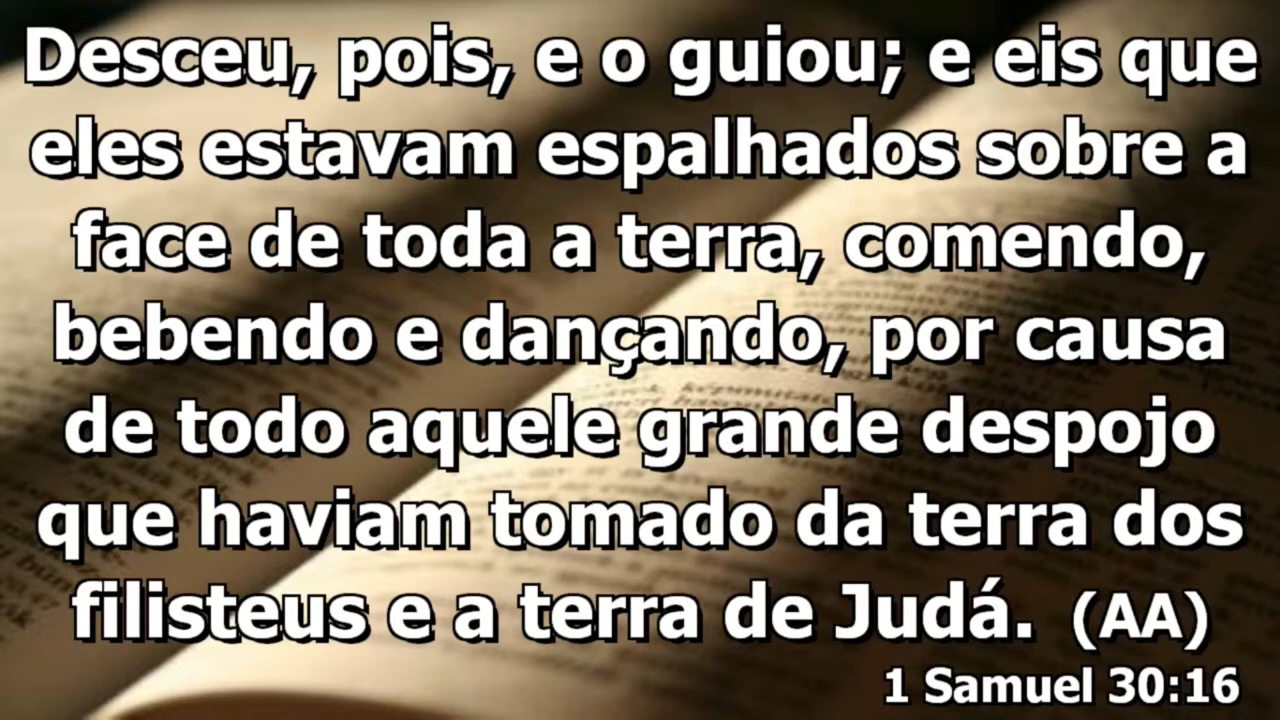 Desceu, pois, e o guiou; e eis que
eles estavam espalhados sobre a
face de toda a terra, comendo,
bebendo e dançando, por causa
de todo aquele grande despojo
que haviam tomado da terra dos
filisteus e a terra de Judá. (AA)
1 Samuel 30:16